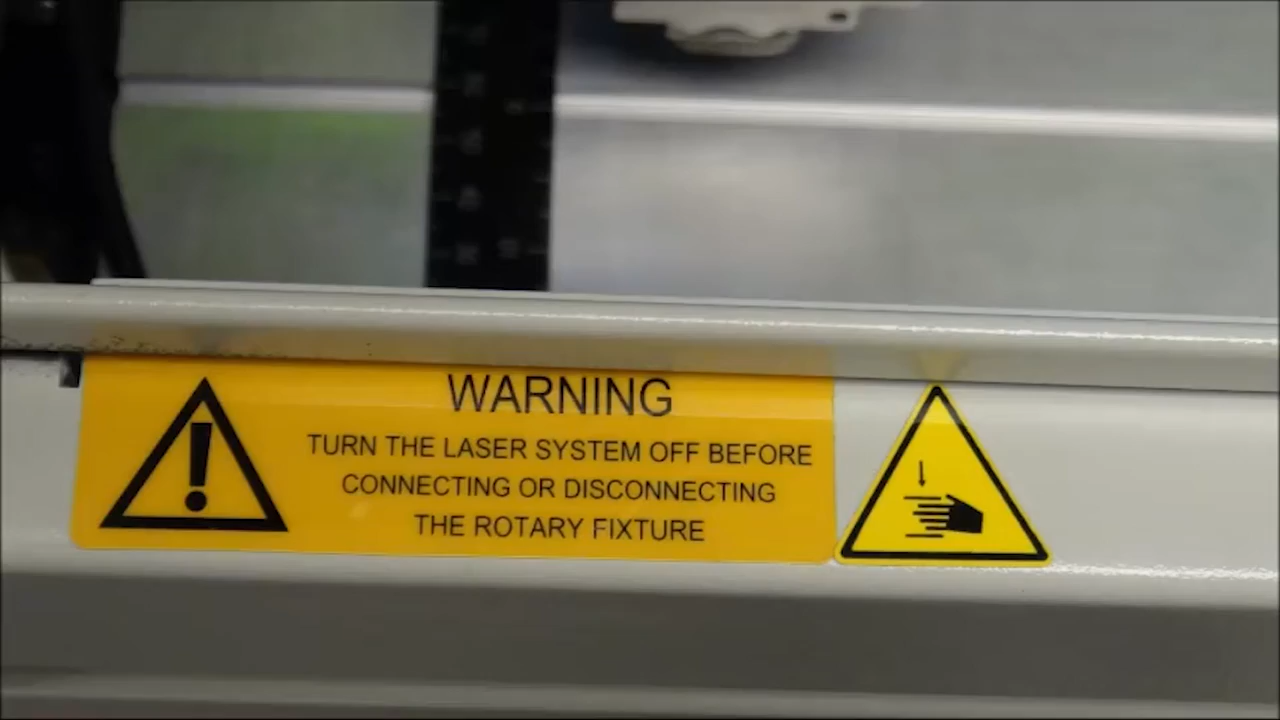 WARNING
TURN THE LASER SYSTEM OFF BEFORE
CONNECTING OR DISCONNECTING
THE ROTARY FIXTURE